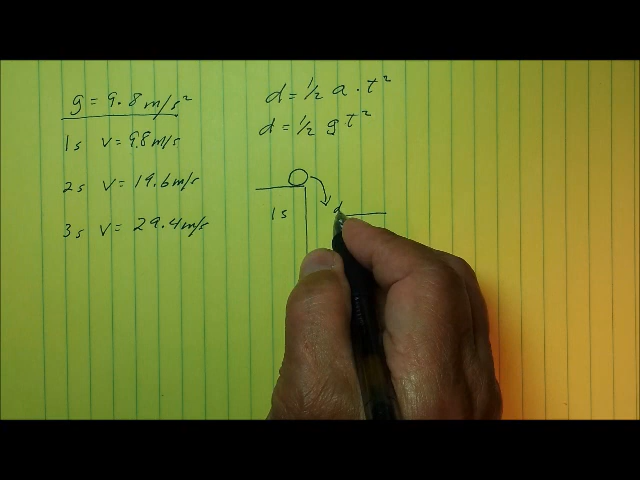 g = 9.8 m/s²
1s v = 9.8 m/s
2s v = 19.6 m/s
3s v = 29.4 m/s
d = ½ a · t²
d = ½ g t²
1s
d